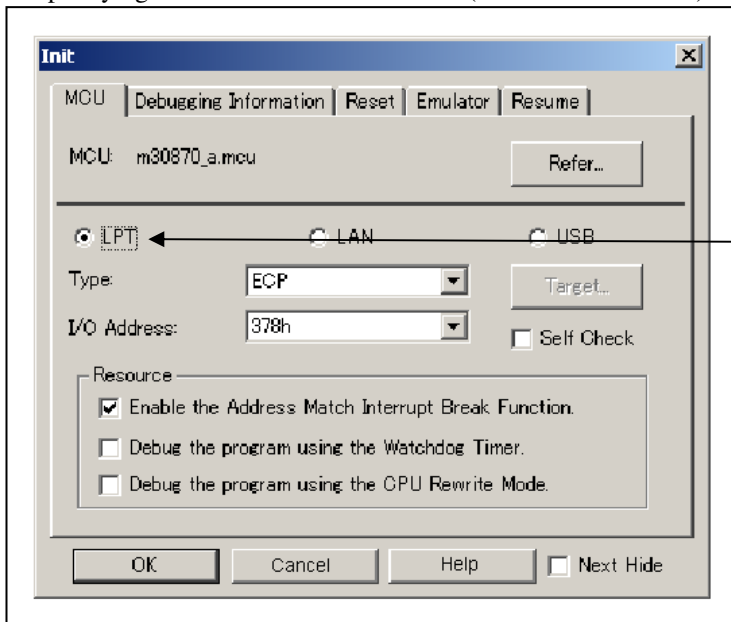 Init
MCU Debugging Information Reset Emulator Resume
MCU: m30870_a.mcu Refer...
LPT LAN USB
Type: ECP Target...
I/O Address: 378h Self Check
Resource
Enable the Address Match Interrupt Break Function.
Debug the program using the Watchdog Timer.
Debug the program using the CPU Rewrite Mode.
OK Cancel Help Next Hide